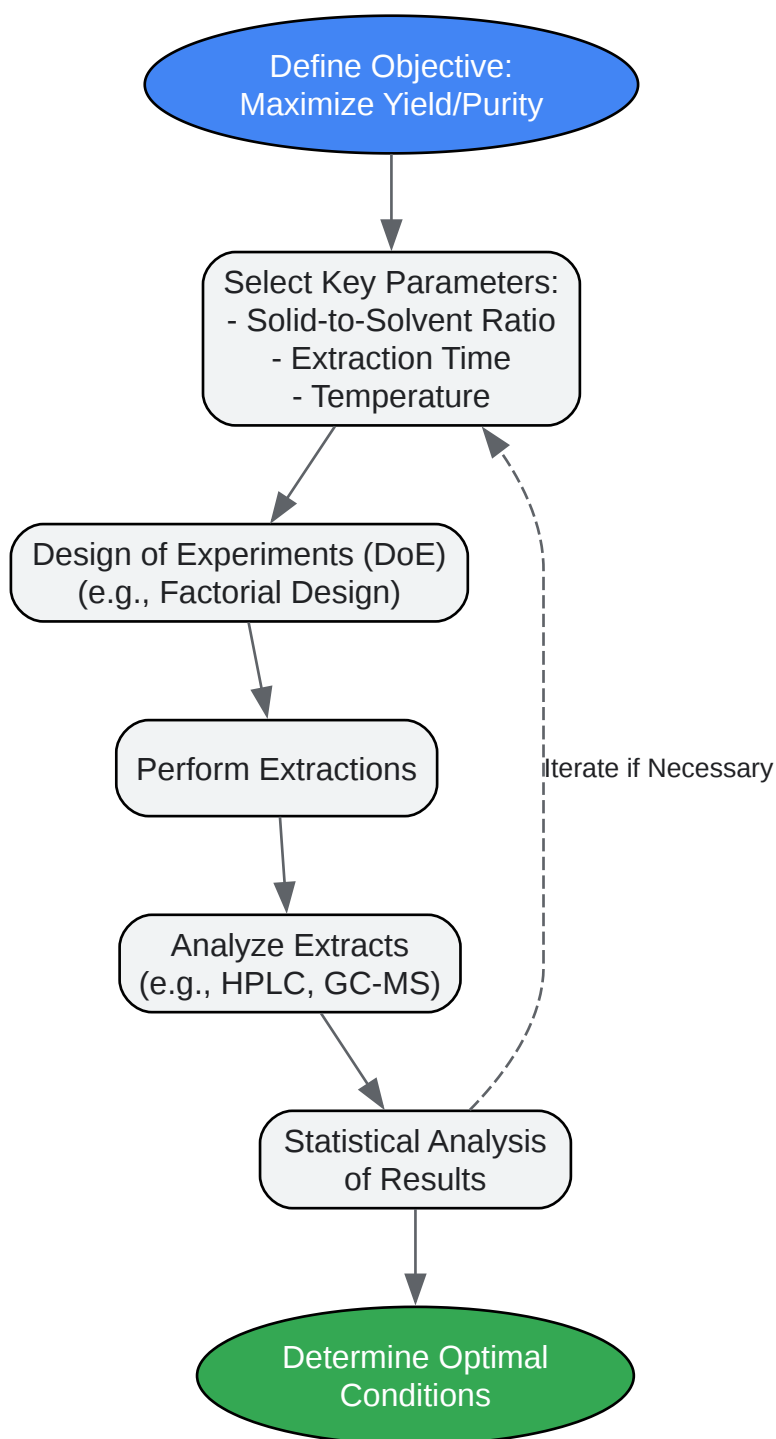 Define Objective:
Maximize Yield/Purity
Select Key Parameters:
- Solid-to-Solvent Ratio
- Extraction Time
- Temperature
Design of Experiments (DoE)
(e.g., Factorial Design)
Perform Extractions
Iterate if Necessary
Analyze Extracts
(e.g., HPLC, GC-MS)
Statistical Analysis
of Results
Determine Optimal
Conditions